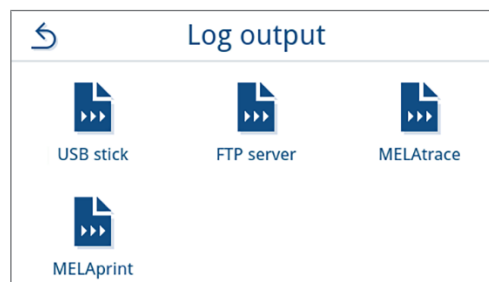 Log output
USB stick
FTP server
MELAtrace
MELAprint